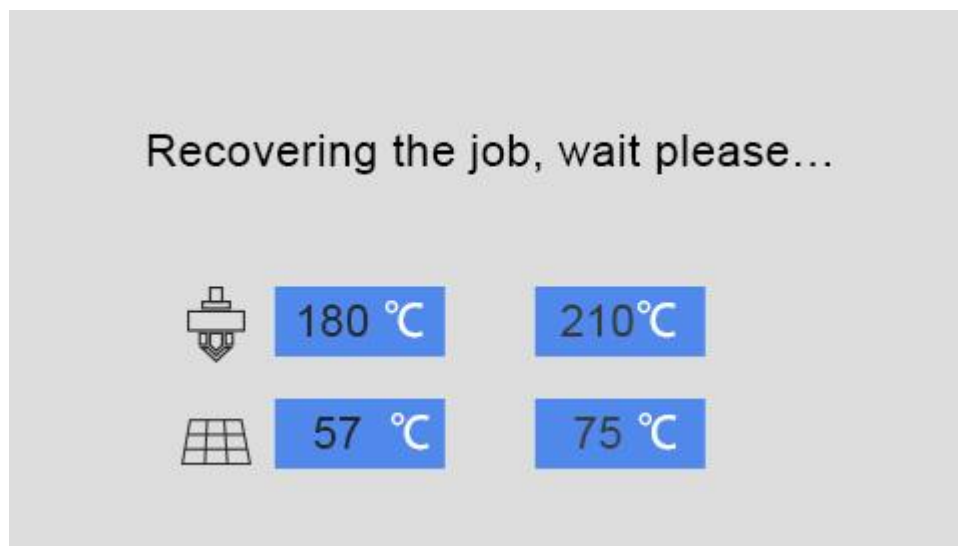 Recovering the job, wait please...
180 ℃ 210℃
57 ℃ 75 ℃